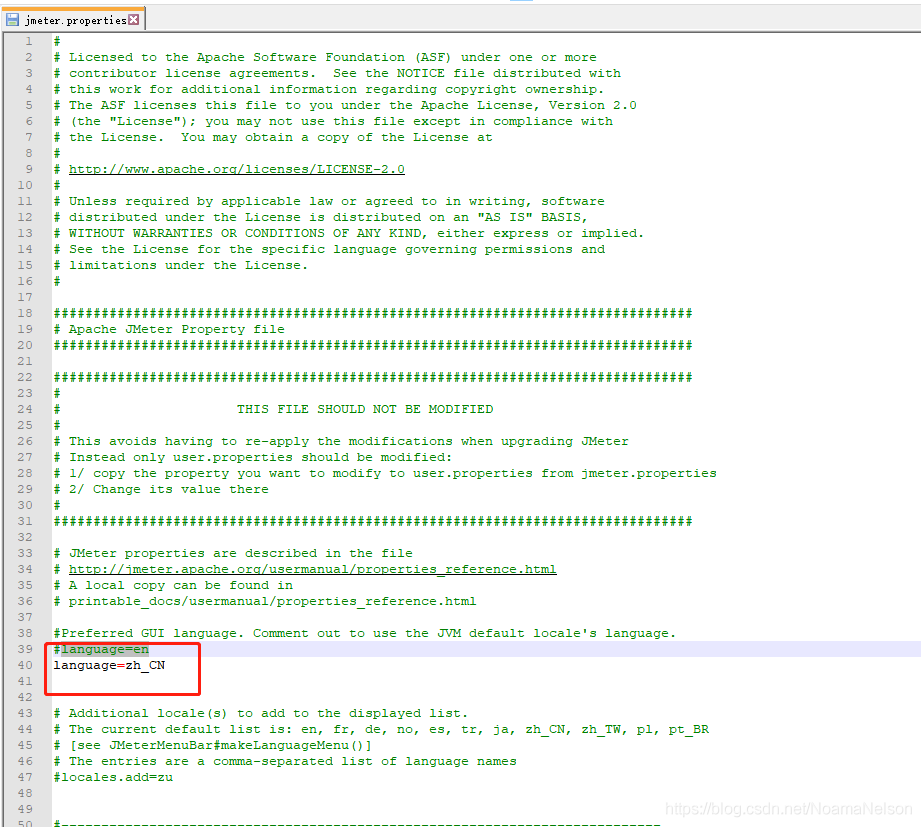 jmeter.properties
1 #
2 # Licensed to the Apache Software Foundation (ASF) under one or more
3 # contributor license agreements.  See the NOTICE file distributed with
4 # this work for additional information regarding copyright ownership.
5 # The ASF licenses this file to you under the Apache License, Version 2.0
6 # (the "License"); you may not use this file except in compliance with
7 # the License.  You may obtain a copy of the License at
8 #
9 # http://www.apache.org/licenses/LICENSE-2.0
10 #
11 # Unless required by applicable law or agreed to in writing, software
12 # distributed under the License is distributed on an "AS IS" BASIS,
13 # WITHOUT WARRANTIES OR CONDITIONS OF ANY KIND, either express or implied.
14 # See the License for the specific language governing permissions and
15 # limitations under the License.
16 #
17
18 ################################################################################
19 # Apache JMeter Property file
20 ################################################################################
21
22 ################################################################################
23 #
24 #                      THIS FILE SHOULD NOT BE MODIFIED
25 #
26 # This avoids having to re-apply the modifications when upgrading JMeter
27 # Instead only user.properties should be modified:
28 # 1/ copy the property you want to modify to user.properties from jmeter.properties
29 # 2/ Change its value there
30 #
31 ################################################################################
32
33 # JMeter properties are described in the file
34 # http://jmeter.apache.org/usermanual/properties_reference.html
35 # A local copy can be found in
36 # printable_docs/usermanual/properties_reference.html
37
38 #Preferred GUI language. Comment out to use the JVM default locale's language.
39 #language=en
40 language=zh_CN
41
42
43 # Additional locale(s) to add to the displayed list.
44 # The current default list is: en, fr, de, no, es, tr, ja, zh_CN, zh_TW, pl, pt_BR
45 # [see JMeterMenuBar#makeLanguageMenu()]
46 # The entries are a comma-separated list of language names
47 #locales.add=zu
48
49
50 #---------------------------------------------------------------------------
https://blog.csdn.net/NoamaNelson